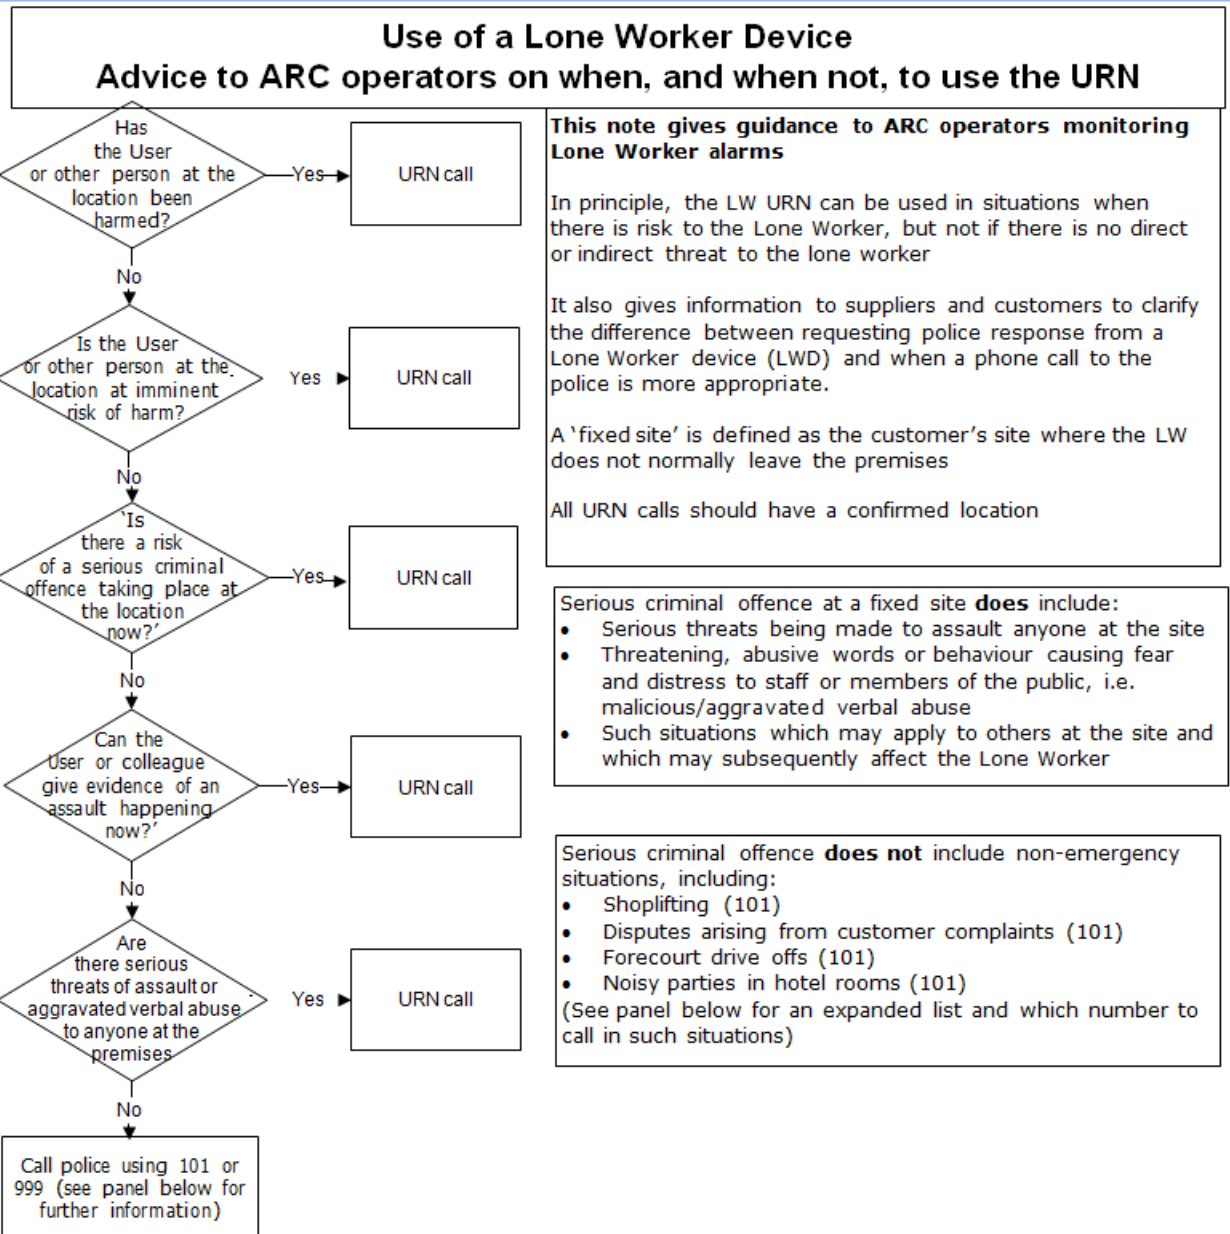 Use of a Lone Worker Device
Advice to ARC operators on when, and when not, to use the URN
Has
the User
or other person at the
location been
harmed?
Yes
URN call
No
Is the User
or other person at the
location at imminent
risk of harm?
Yes
URN call
No
‘Is
there a risk
of a serious criminal
offence taking place at
the location
now?’
Yes
URN call
No
Can the
User or colleague
give evidence of an
assault happening
now?’
Yes
URN call
No
Are
there serious
threats of assault or
aggravated verbal abuse
to anyone at the
premises
Yes
URN call
No
Call police using 101 or
999 (see panel below for
further information)
This note gives guidance to ARC operators monitoring
Lone Worker alarms
In principle, the LW URN can be used in situations when
there is risk to the Lone Worker, but not if there is no direct
or indirect threat to the lone worker
It also gives information to suppliers and customers to clarify
the difference between requesting police response from a
Lone Worker device (LWD) and when a phone call to the
police is more appropriate.
A ‘fixed site’ is defined as the customer’s site where the LW
does not normally leave the premises
All URN calls should have a confirmed location
Serious criminal offence at a fixed site does include:
• Serious threats being made to assault anyone at the site
• Threatening, abusive words or behaviour causing fear
and distress to staff or members of the public, i.e.
malicious/aggravated verbal abuse
• Such situations which may apply to others at the site and
which may subsequently affect the Lone Worker
Serious criminal offence does not include non-emergency
situations, including:
• Shoplifting (101)
• Disputes arising from customer complaints (101)
• Forecourt drive offs (101)
• Noisy parties in hotel rooms (101)
(See panel below for an expanded list and which number to
call in such situations)